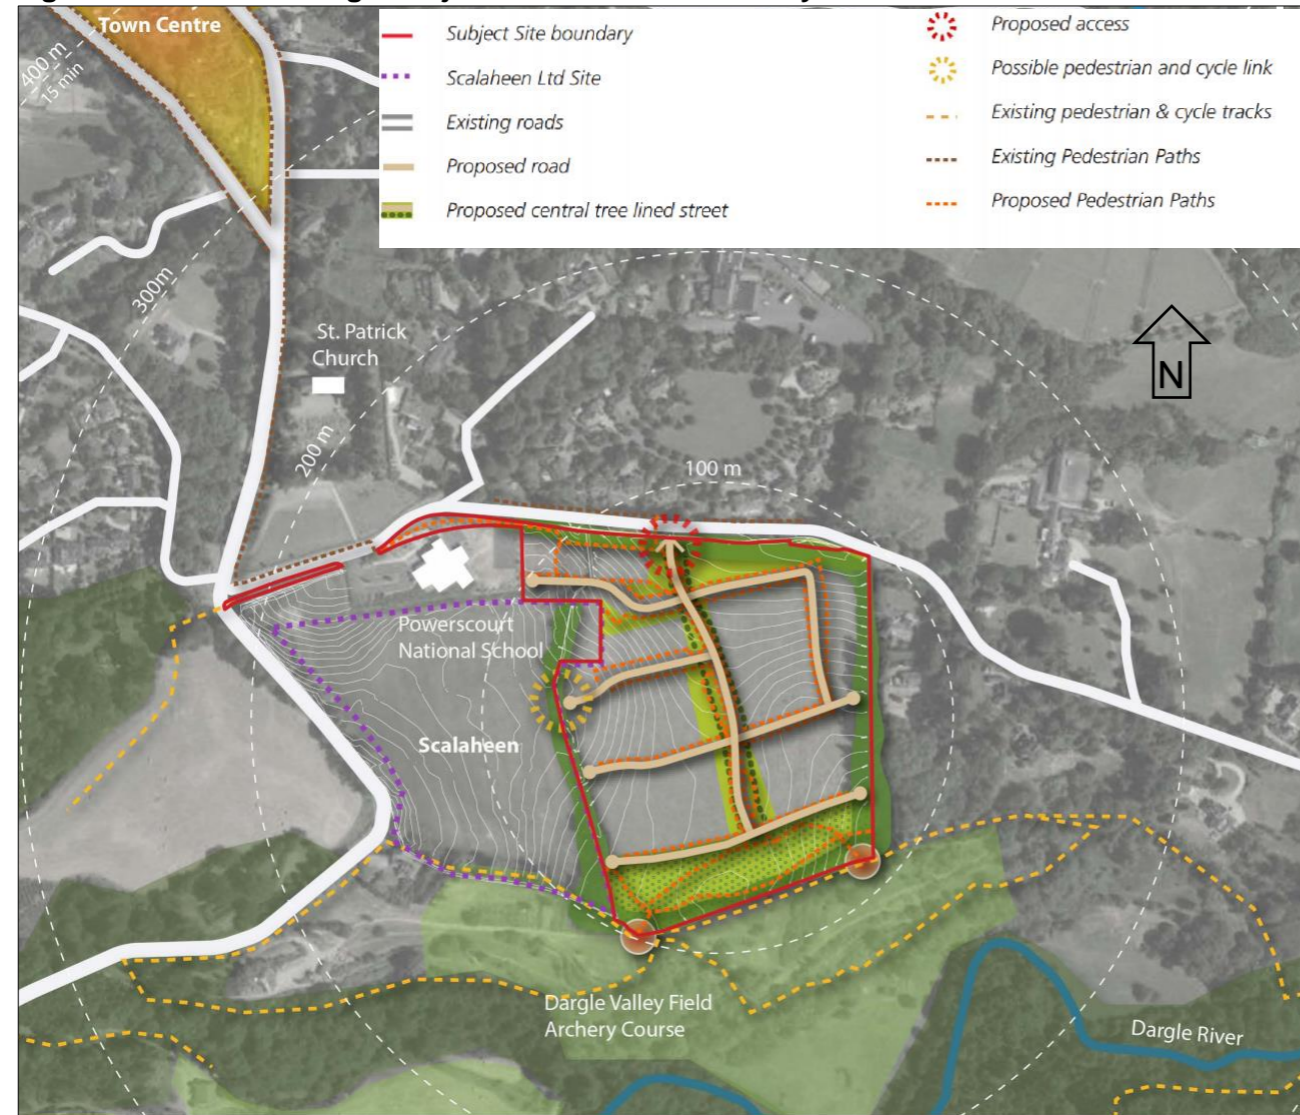 Town Centre
400 m
15 min
Subject Site boundary
Scalaheen Ltd Site
Existing roads
Proposed road
Proposed central tree lined street
Proposed access
Possible pedestrian and cycle link
Existing pedestrian & cycle tracks
Existing Pedestrian Paths
Proposed Pedestrian Paths
300m
St. Patrick
Church
N
200 m
100 m
Powerscourt
National School
Scalaheen
Dargle Valley Field
Archery Course
Dargle River